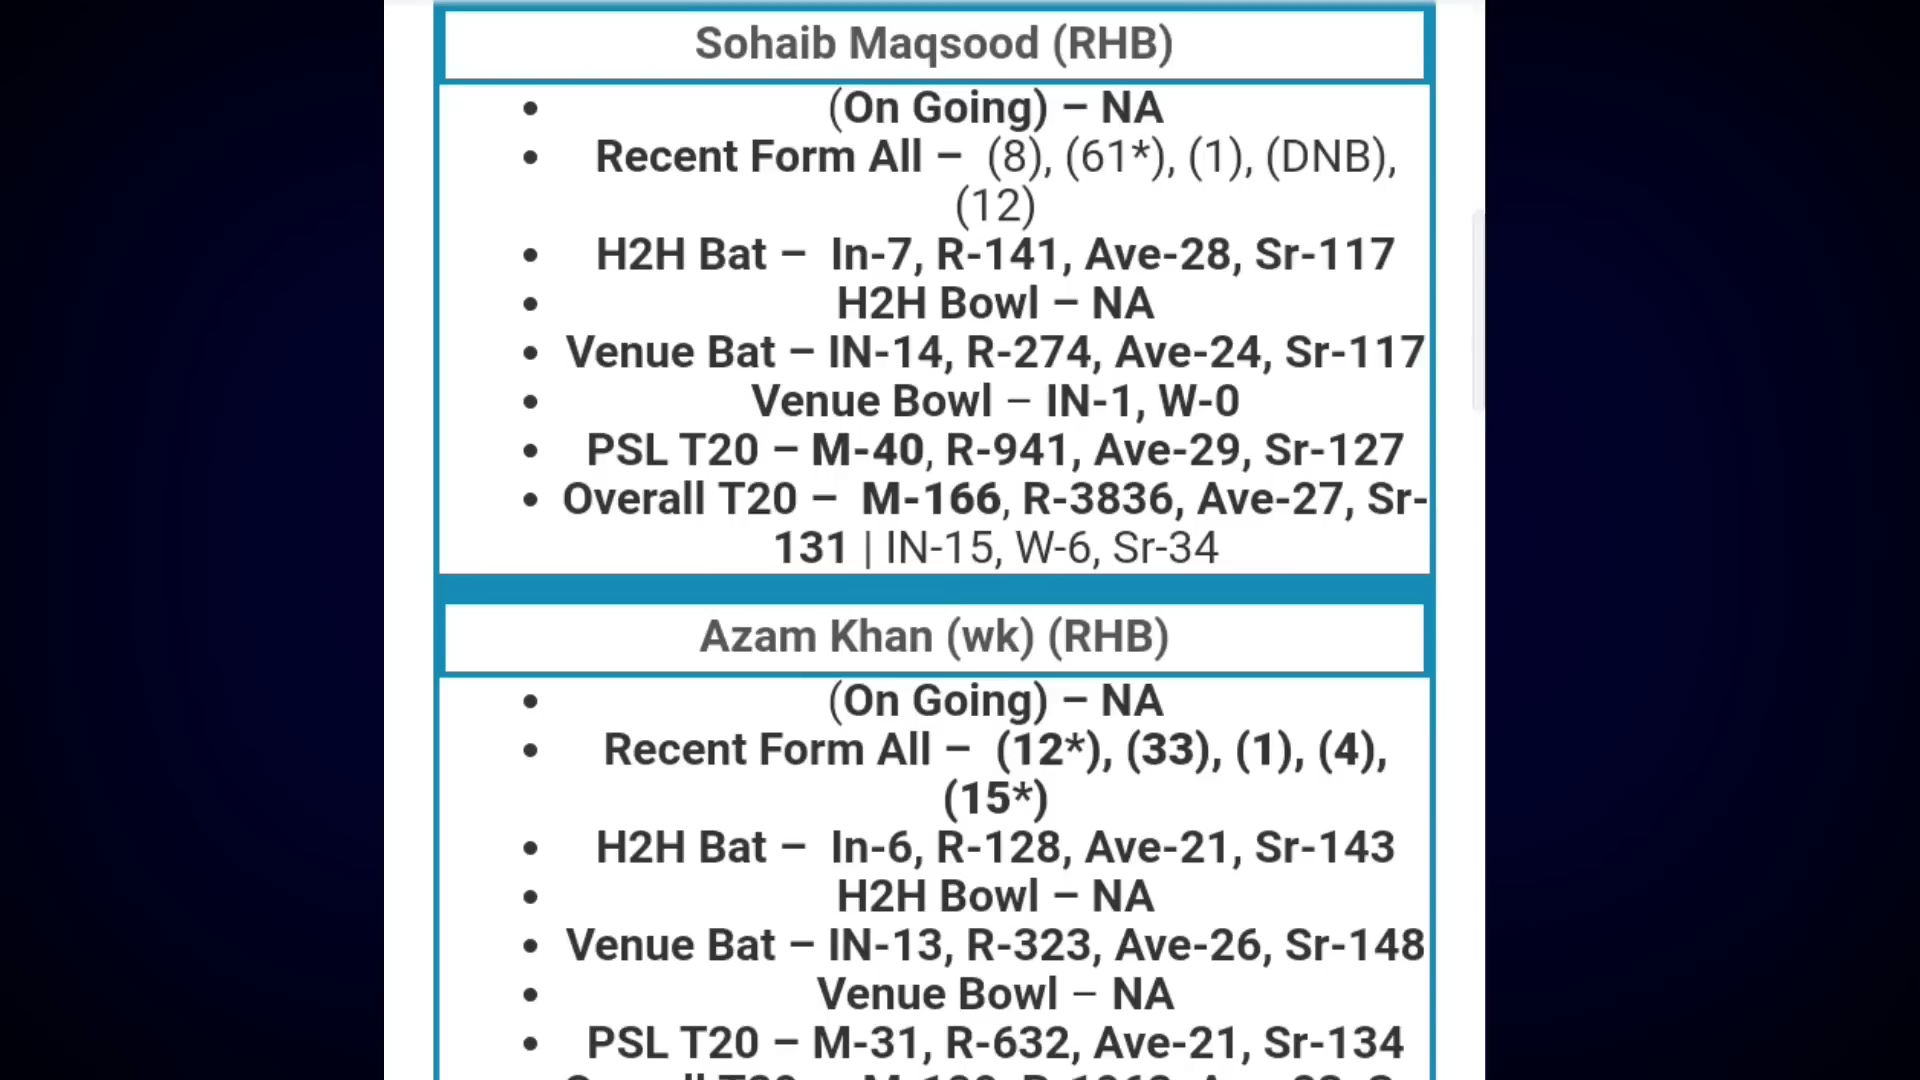 Sohaib Maqsood (RHB)
(On Going) – NA
Recent Form All – (8), (61*), (1), (DNB),
(12)
H2H Bat – In-7, R-141, Ave-28, Sr-117
H2H Bowl – NA
Venue Bat – IN-14, R-274, Ave-24, Sr-117
Venue Bowl – IN-1, W-0
PSL T20 – M-40, R-941, Ave-29, Sr-127
Overall T20 – M-166, R-3836, Ave-27, Sr-
131 | IN-15, W-6, Sr-34
Azam Khan (wk) (RHB)
(On Going) – NA
Recent Form All – (12*), (33), (1), (4),
(15*)
H2H Bat – In-6, R-128, Ave-21, Sr-143
H2H Bowl – NA
Venue Bat – IN-13, R-323, Ave-26, Sr-148
Venue Bowl – NA
PSL T20 – M-31, R-632, Ave-21, Sr-134